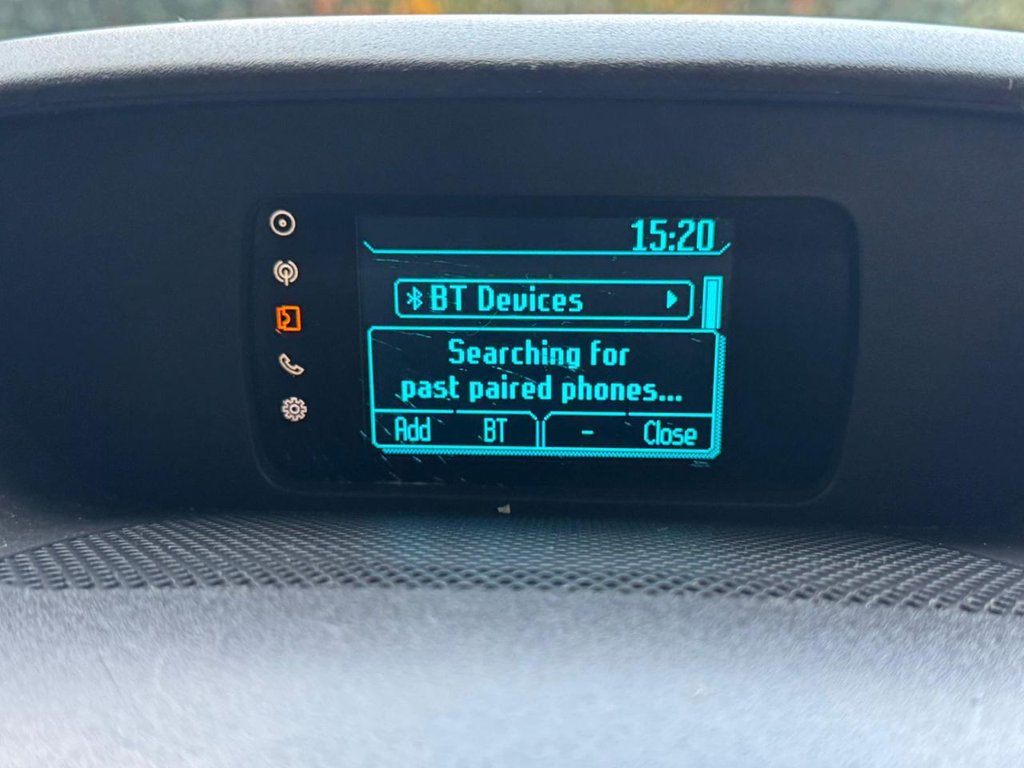 15:20
BT Devices
Searching for
past paired phones...
Add BT - Close